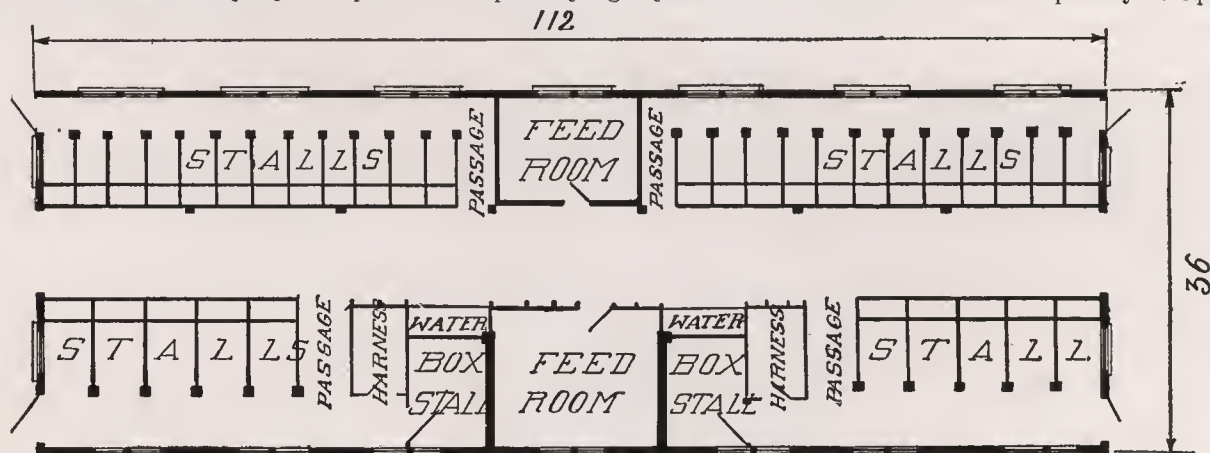 112
STALLS
PASSAGE
FEED
ROOM
PASSAGE
STALLS
36
STALLS
PASSAGE
HARNESS
WATER
BOX
STALL
FEED
ROOM
WATER
BOX
STALL
HARNESS
PASSAGE
STALL